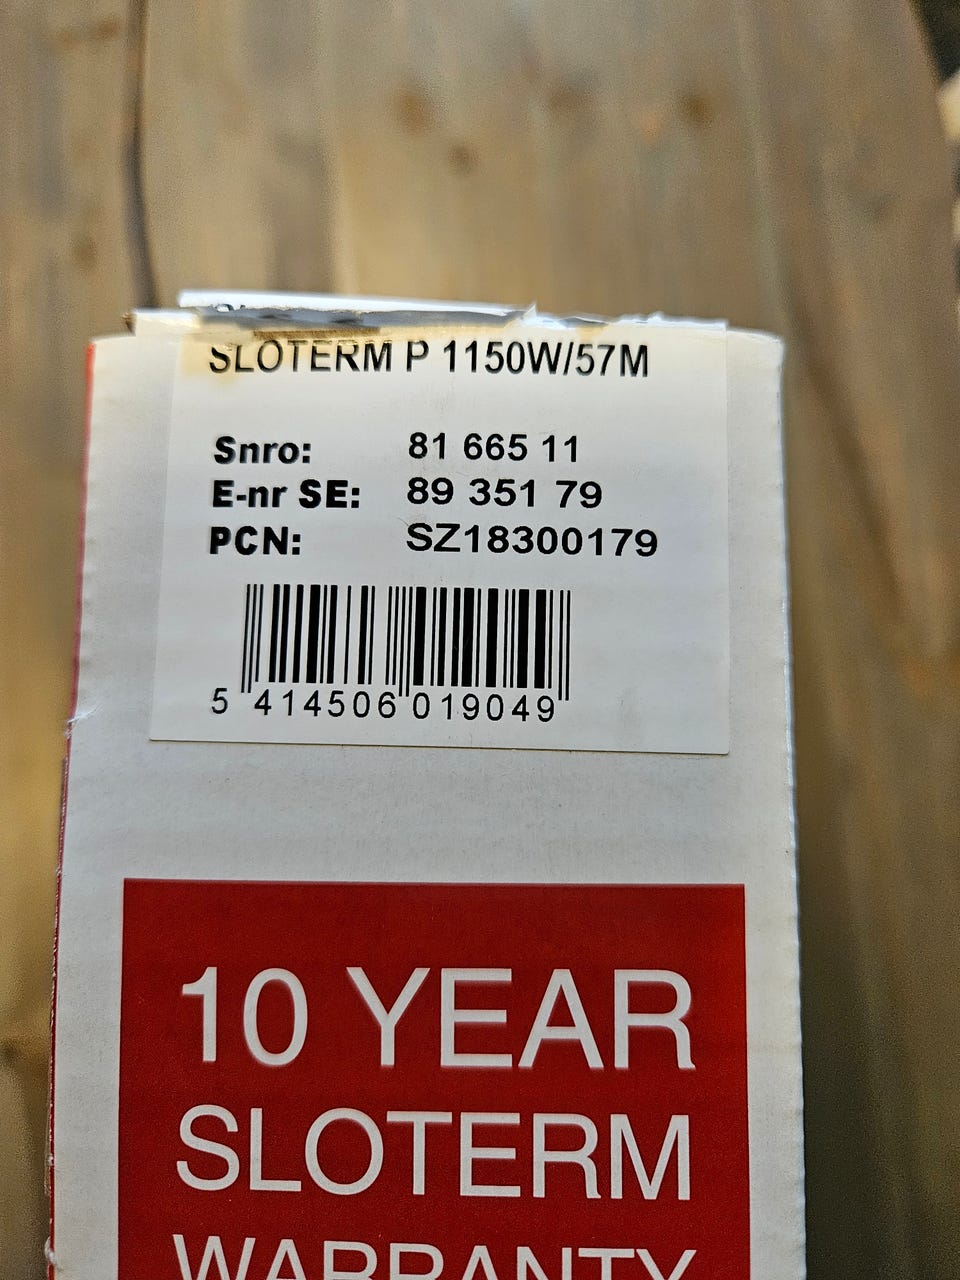 SLOTERM P 1150W/57M
Snro: 81 665 11
E-nr SE: 89 351 79
PCN: SZ18300179
5 414506 019049
10 YEAR
SLOTERM
WARRANTY